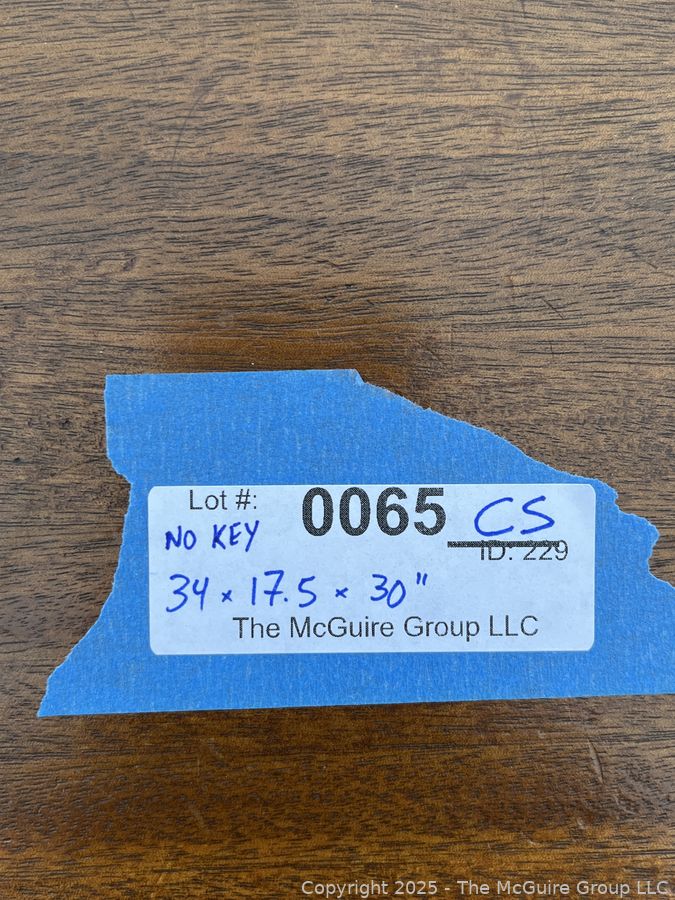 Lot #: 0065 CS
NO KEY
ID: 229
34 x 17.5 x 30"
The McGuire Group LLC
Copyright 2025 - The McGuire Group LLC